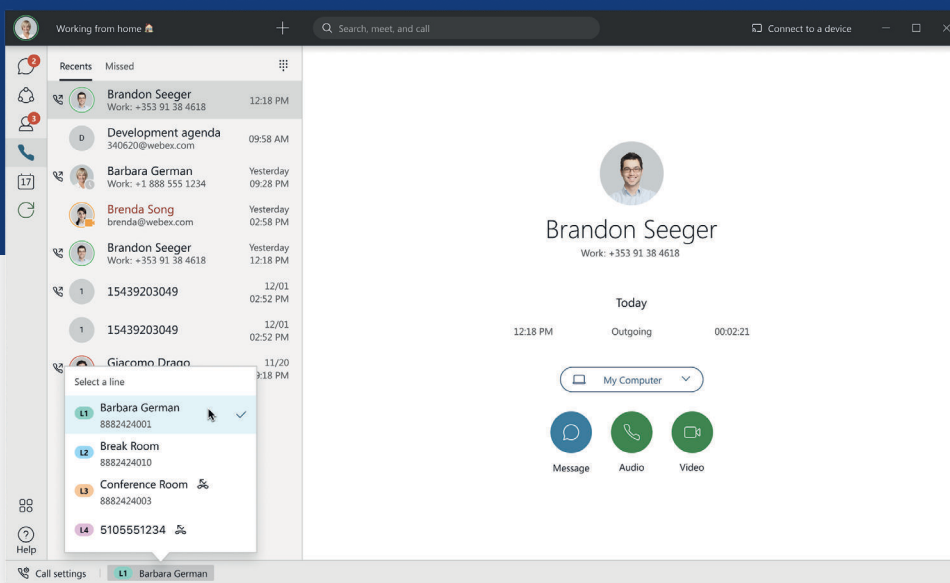 Working from home
Search, meet, and call
Connect to a device
2
3
17
Help
Recents Missed
Brandon Seeger
Work: +353 91 38 4618
12:18 PM
D
Development agenda
340620@webex.com
09:58 AM
Barbara German
Work: +1 888 555 1234
Yesterday
09:28 PM
Brenda Song
brenda@webex.com
Yesterday
02:58 PM
Brandon Seeger
Work: +353 91 38 4618
Yesterday
12:18 PM
1
15439203049
12/01
02:52 PM
1
15439203049
12/01
02:52 PM
Giacomo Drago
11/20
9:18 PM
Select a line
L1 Barbara German
8882424001
L2 Break Room
8882424010
L3 Conference Room
8882424003
L4 5105551234
Call settings
L1 Barbara German
Brandon Seeger
Work: +353 91 38 4618
Today
12:18 PM Outgoing 00:02:21
My Computer
Message Audio Video